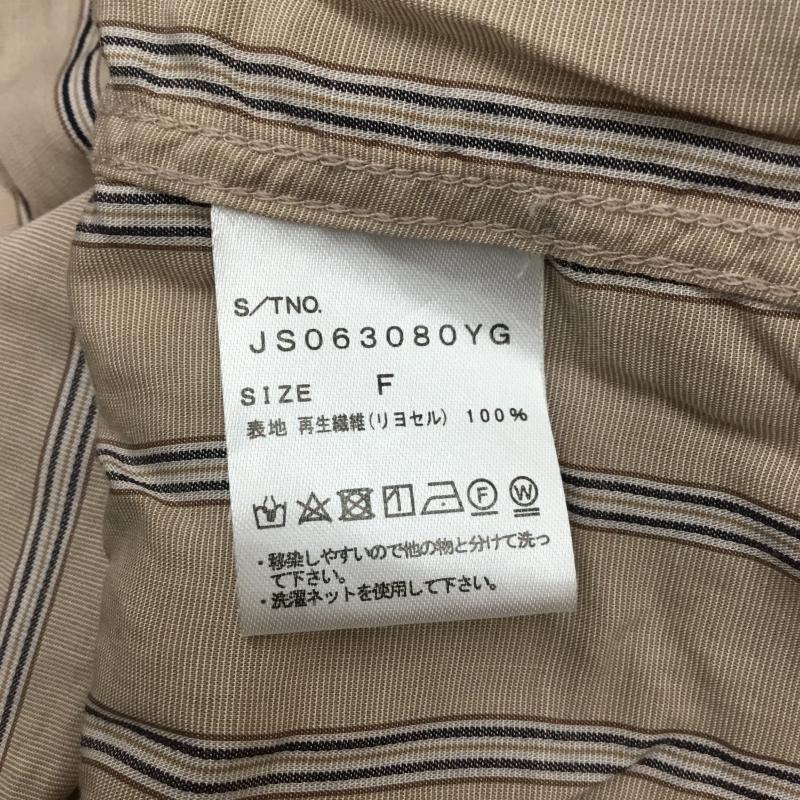 S/TNO.
JS063080YG
SIZE F
表地 再生繊維(リヨセル) 100%
F W
・移染しやすいので他の物と分けて洗っ
て下さい。
・洗濯ネットを使用して下さい。